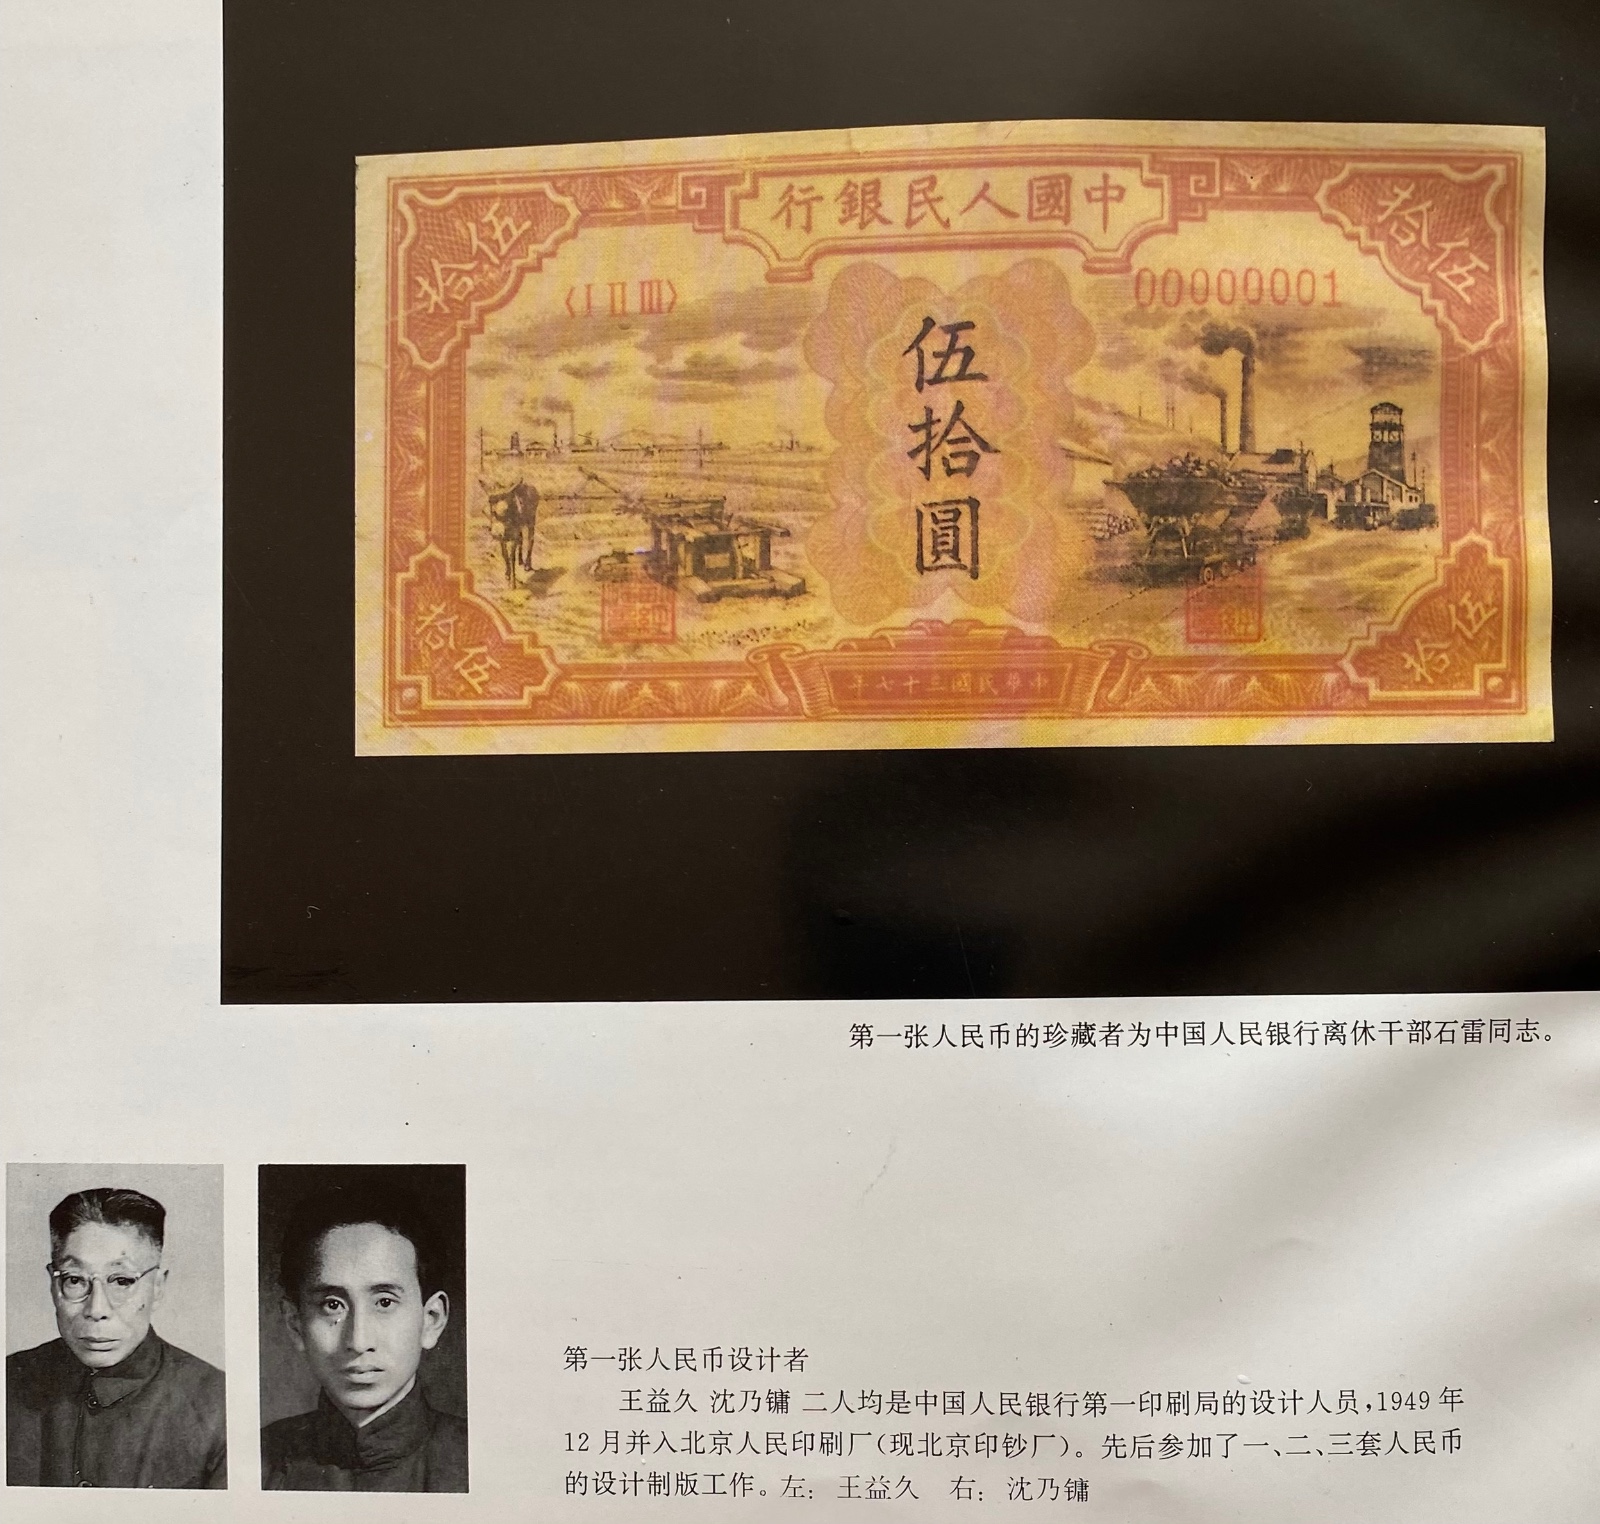 行銀民人國中
拾伍
拾伍
〈I II III〉
00000001
伍
拾
圓
拾伍
拾伍
年七十三國民華中
第一张人民币的珍藏者为中国人民银行离休干部石雷同志。
第一张人民币设计者
王益久 沈乃镛 二人均是中国人民银行第一印刷局的设计人员,1949年
12月并入北京人民印刷厂(现北京印钞厂)。先后参加了一、二、三套人民币
的设计制版工作。左: 王益久 右: 沈乃镛